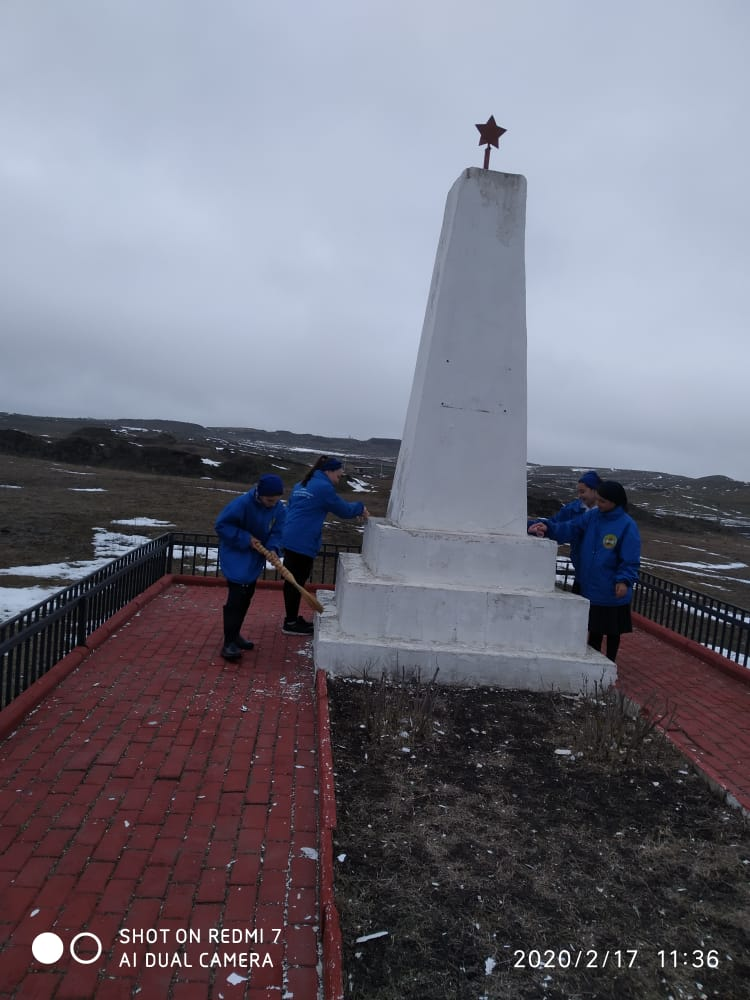 SHOT ON REDMI 7
AI DUAL CAMERA
2020/2/17 11:36